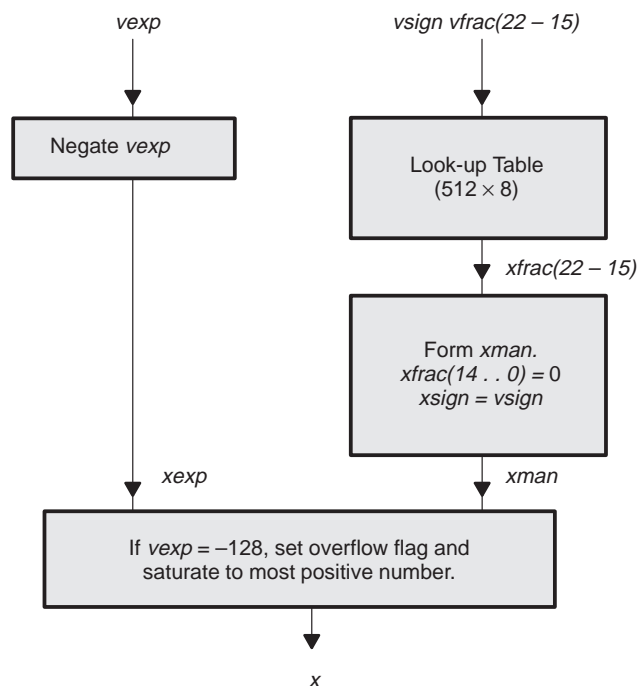 vexp
vsign vfrac(22 – 15)
Negate vexp
Look-up Table
(512 × 8)
xfrac(22 – 15)
Form xman.
xfrac(14 . . 0) = 0
xsign = vsign
xexp
xman
If vexp = –128, set overflow flag and
saturate to most positive number.
x